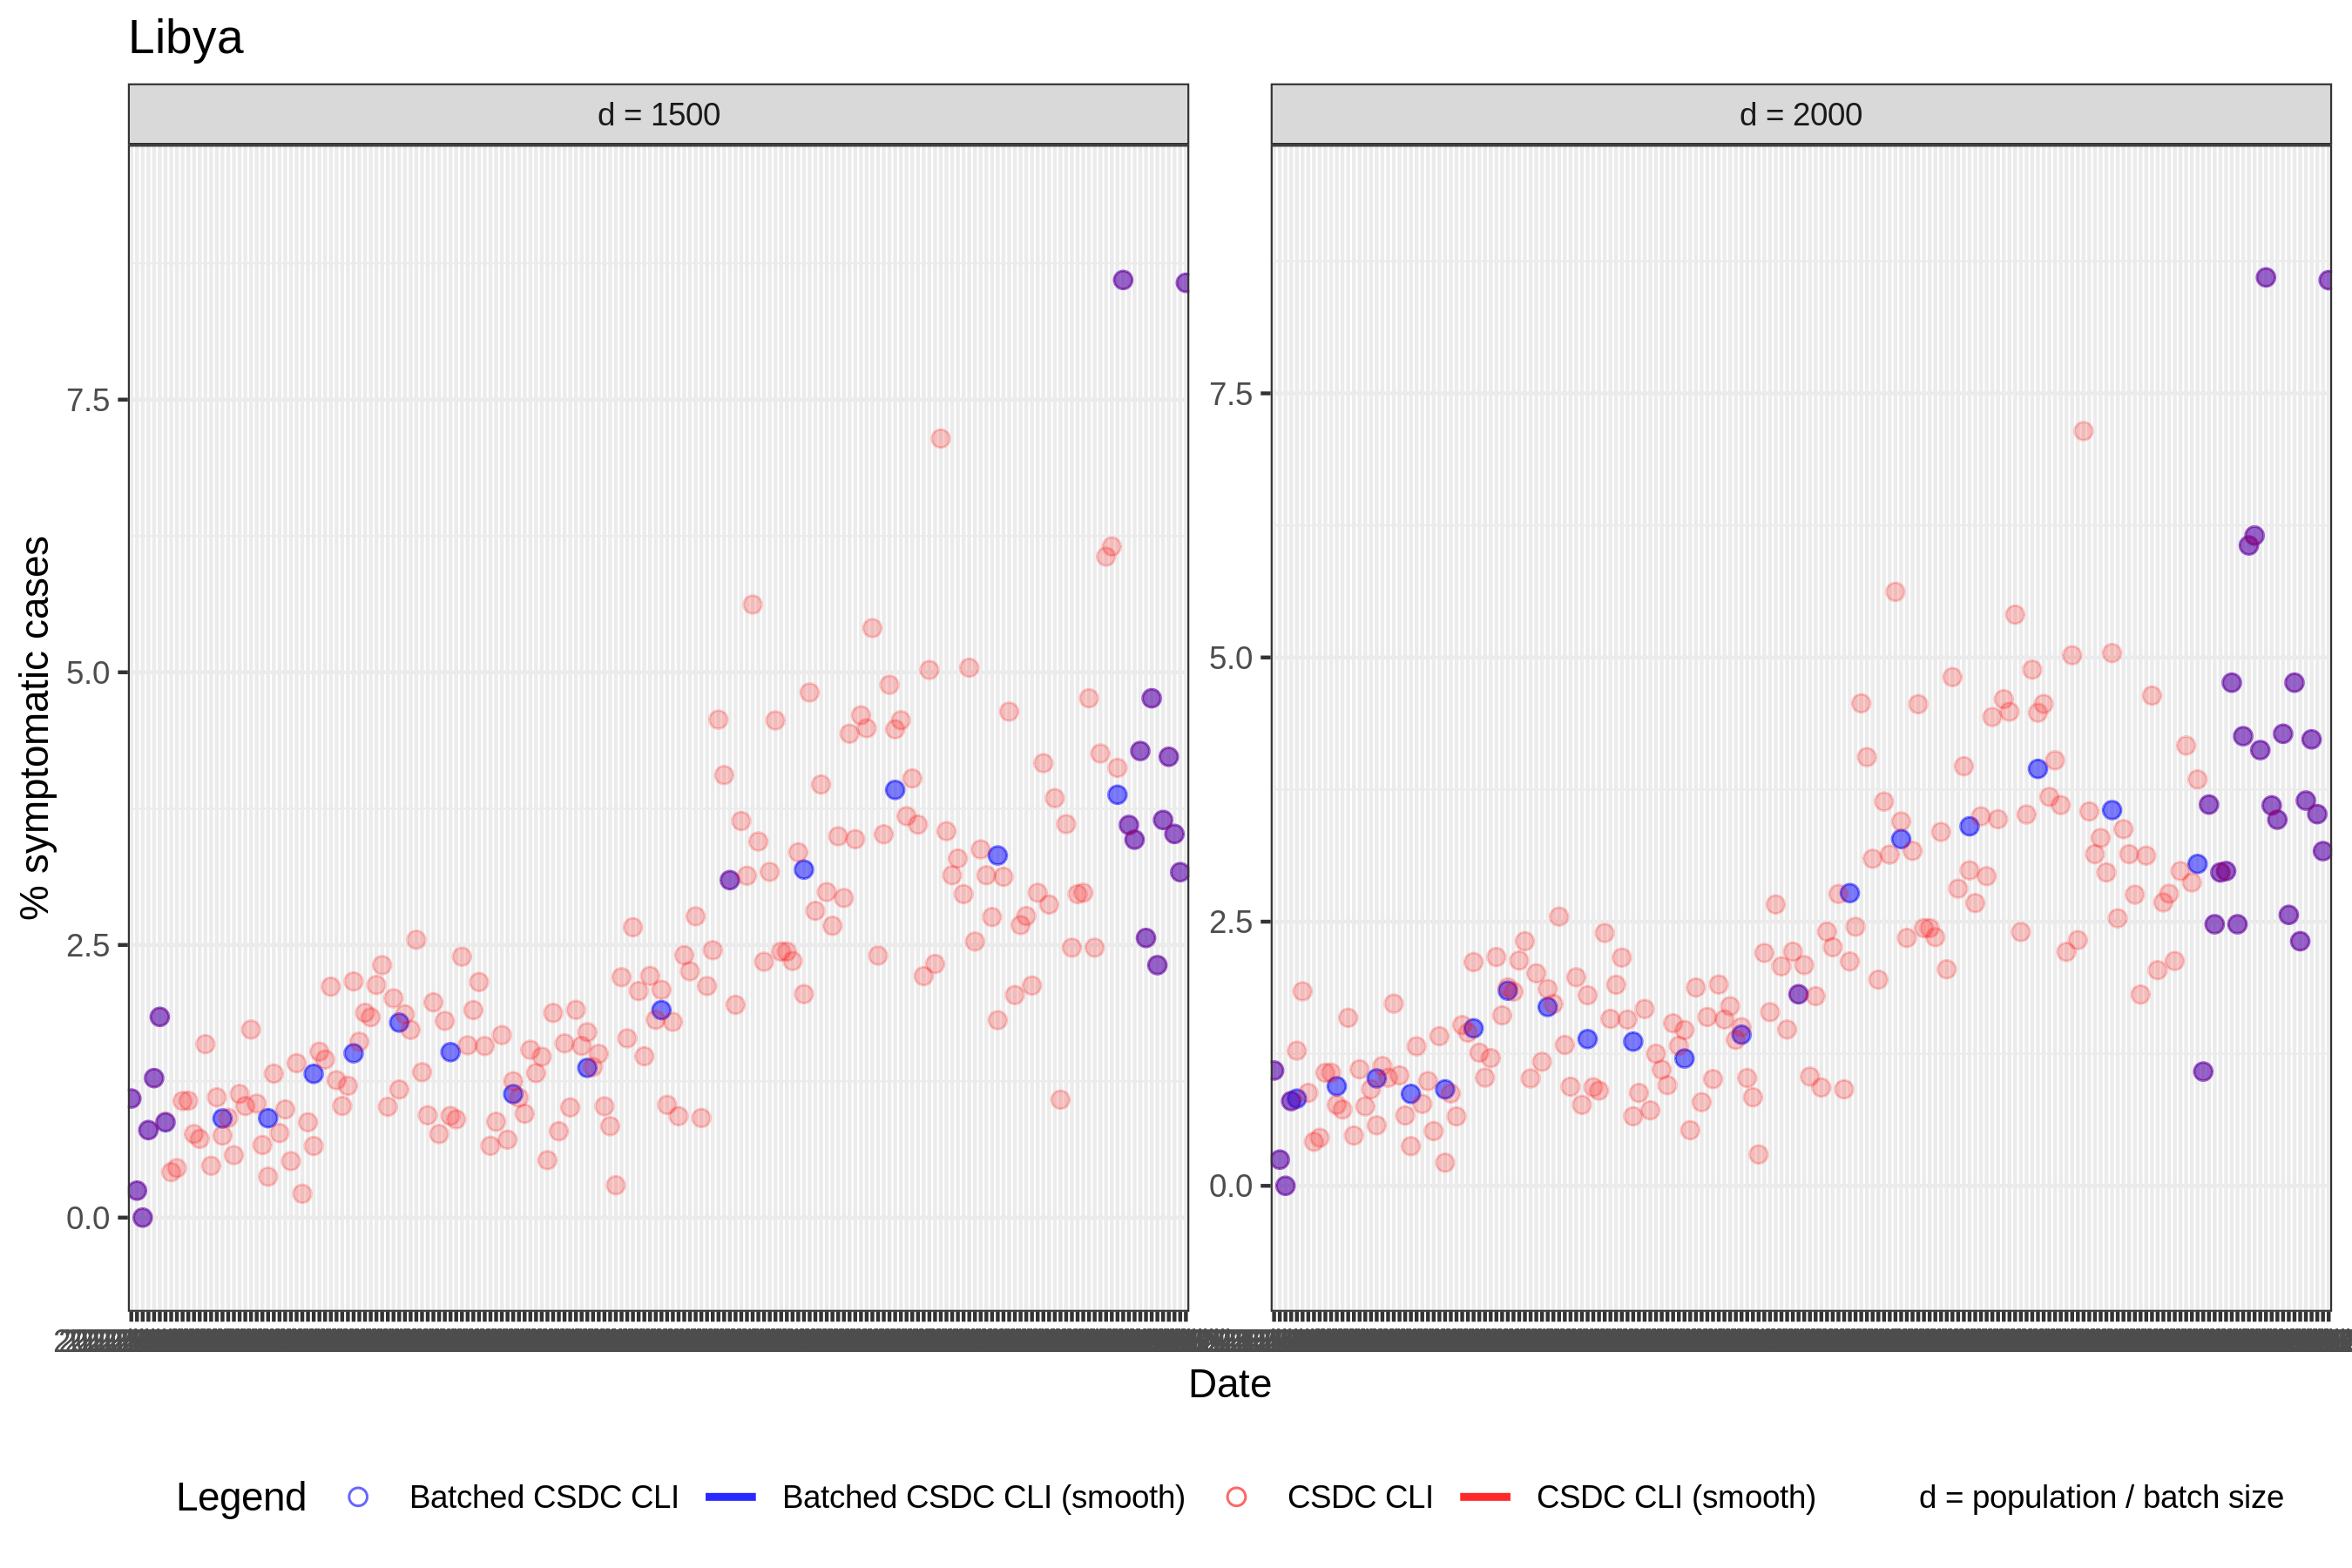 Libya
d = 1500
d = 2000
% symptomatic cases
7.5
5.0
2.5
0.0
7.5
5.0
2.5
0.0
Date
Legend
Batched CSDC CLI
Batched CSDC CLI (smooth)
CSDC CLI
CSDC CLI (smooth)
d = population / batch size